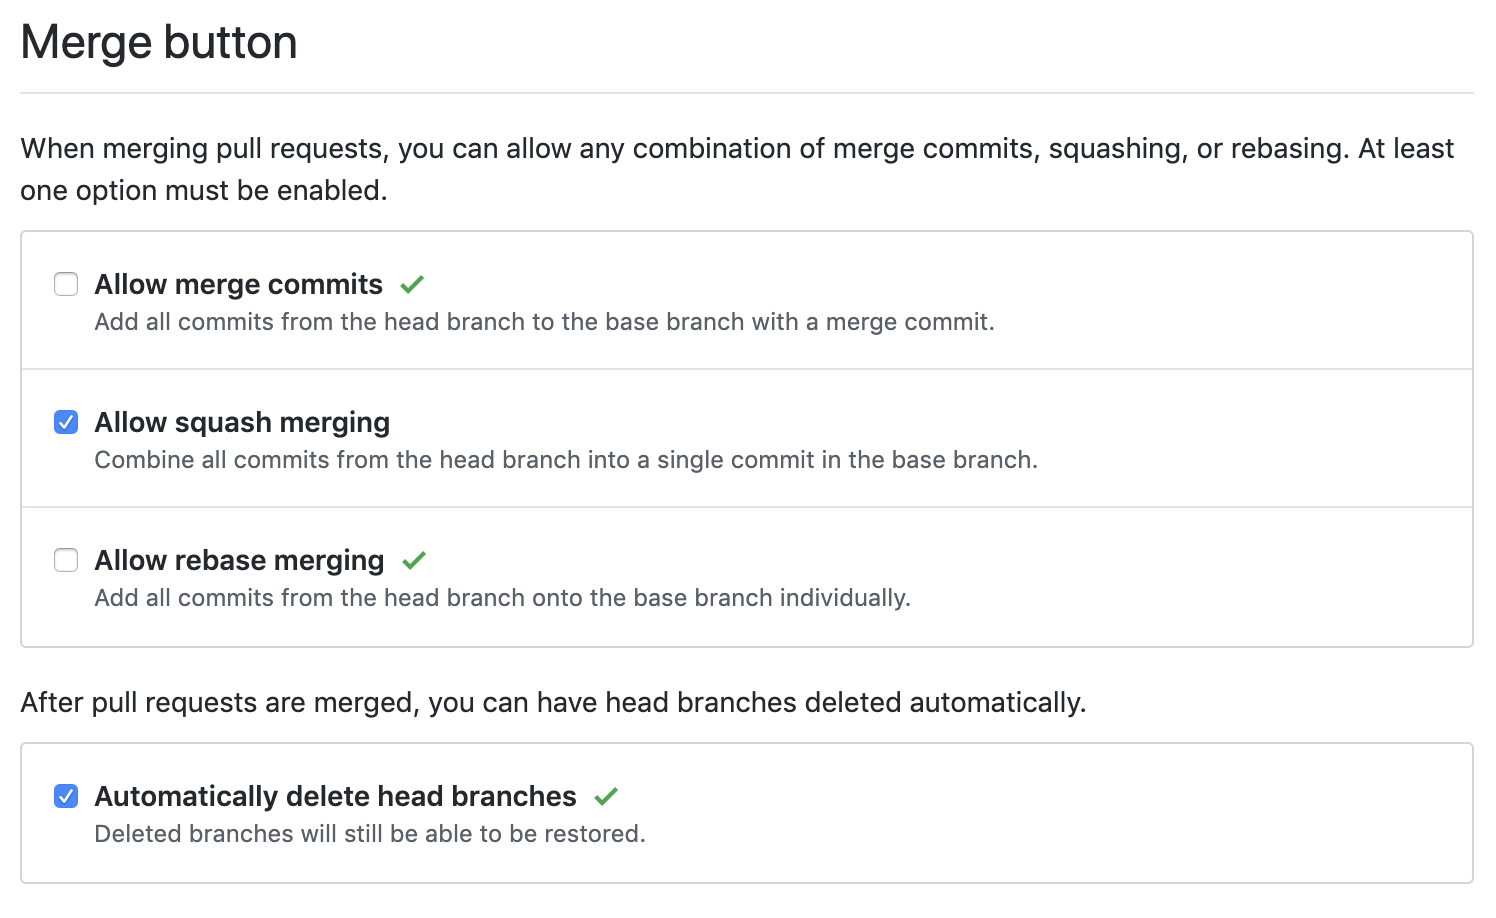 Merge button
When merging pull requests, you can allow any combination of merge commits, squashing, or rebasing. At least
one option must be enabled.
Allow merge commits
Add all commits from the head branch to the base branch with a merge commit.
Allow squash merging
Combine all commits from the head branch into a single commit in the base branch.
Allow rebase merging
Add all commits from the head branch onto the base branch individually.
After pull requests are merged, you can have head branches deleted automatically.
Automatically delete head branches
Deleted branches will still be able to be restored.